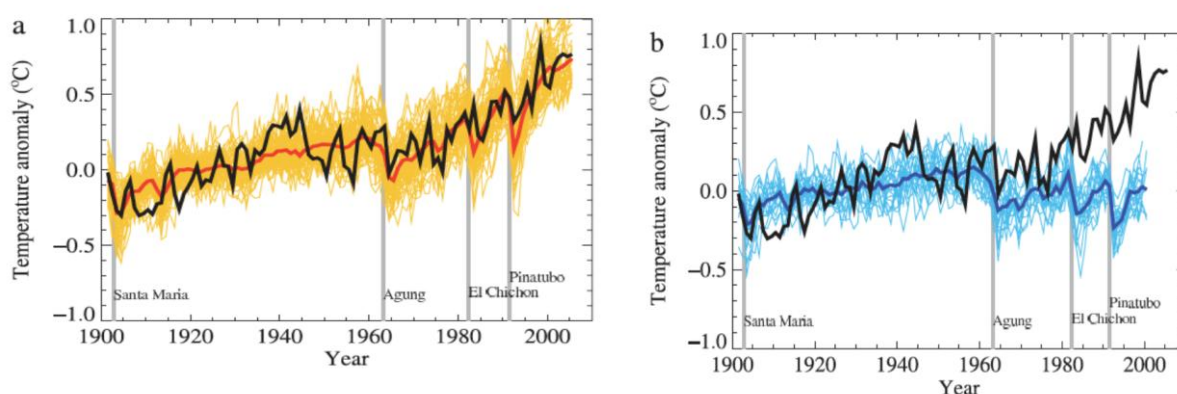 a
1.0
0.5
0.0
−0.5
−1.0
Temperature anomaly (°C)
Santa Maria
Agung
El Chichon
Pinatubo
1900 1920 1940 1960 1980 2000
Year
b
1.0
0.5
0.0
−0.5
−1.0
Temperature anomaly (°C)
Santa Maria
Agung
El Chichon
Pinatubo
1900 1920 1940 1960 1980 2000
Year